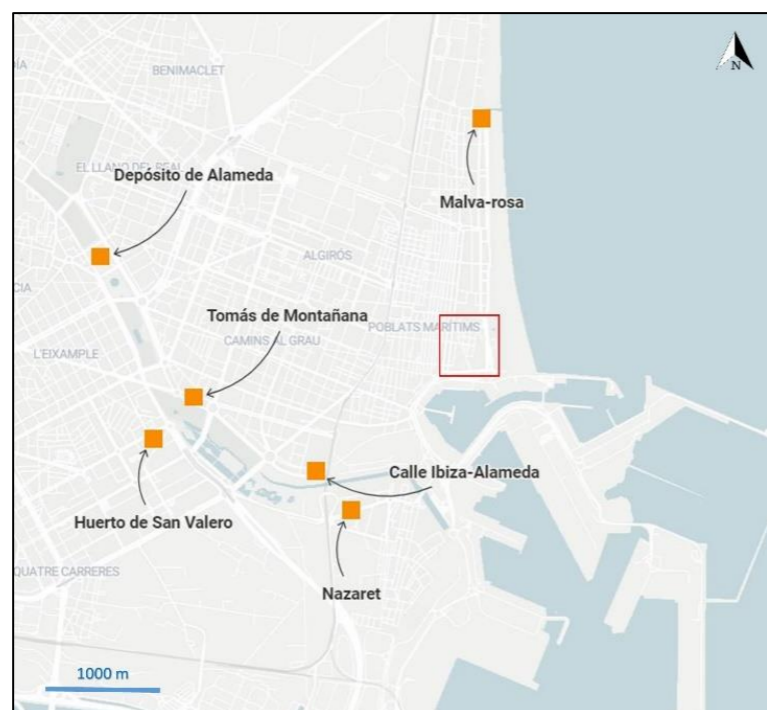 BENIMACLET
N
EL LLANO DEL REAL
Depósito de Alameda
Malva-rosa
ALGIRÓS
Tomás de Montañana
POBLATS MARÍTIMS
CAMINS AL GRAU
L'EIXAMPLE
Calle Ibiza-Alameda
Huerto de San Valero
QUATRE CARRERES
Nazaret
1000 m